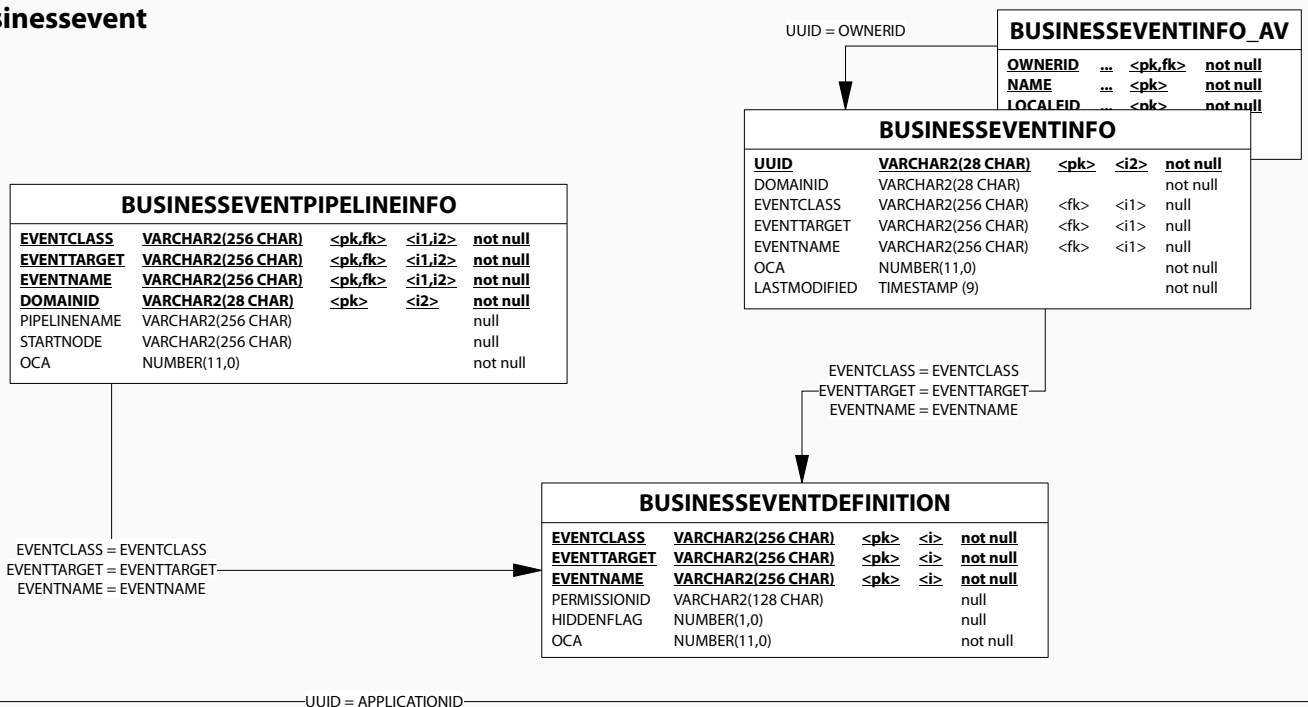 sinessevent
UUID = OWNERID
BUSINESSEVENTINFO_AV
OWNERID ... <pk,fk> not null
NAME ... <pk> not null
LOCALEID ... <pk> not null
BUSINESSEVENTINFO
UUID VARCHAR2(28 CHAR) <pk> <i2> not null
DOMAINID VARCHAR2(28 CHAR) not null
EVENTCLASS VARCHAR2(256 CHAR) <fk> <i1> null
EVENTTARGET VARCHAR2(256 CHAR) <fk> <i1> null
EVENTNAME VARCHAR2(256 CHAR) <fk> <i1> null
OCA NUMBER(11,0) not null
LASTMODIFIED TIMESTAMP (9) not null
BUSINESSEVENTPIPELINEINFO
EVENTCLASS VARCHAR2(256 CHAR) <pk,fk> <i1,i2> not null
EVENTTARGET VARCHAR2(256 CHAR) <pk,fk> <i1,i2> not null
EVENTNAME VARCHAR2(256 CHAR) <pk,fk> <i1,i2> not null
DOMAINID VARCHAR2(28 CHAR) <pk> <i2> not null
PIPELINENAME VARCHAR2(256 CHAR) null
STARTNODE VARCHAR2(256 CHAR) null
OCA NUMBER(11,0) not null
EVENTCLASS = EVENTCLASS
EVENTTARGET = EVENTTARGET
EVENTNAME = EVENTNAME
BUSINESSEVENTDEFINITION
EVENTCLASS VARCHAR2(256 CHAR) <pk> <i> not null
EVENTTARGET VARCHAR2(256 CHAR) <pk> <i> not null
EVENTNAME VARCHAR2(256 CHAR) <pk> <i> not null
PERMISSIONID VARCHAR2(128 CHAR) null
HIDDENFLAG NUMBER(1,0) null
OCA NUMBER(11,0) not null
EVENTCLASS = EVENTCLASS
EVENTTARGET = EVENTTARGET
EVENTNAME = EVENTNAME
UUID = APPLICATIONID